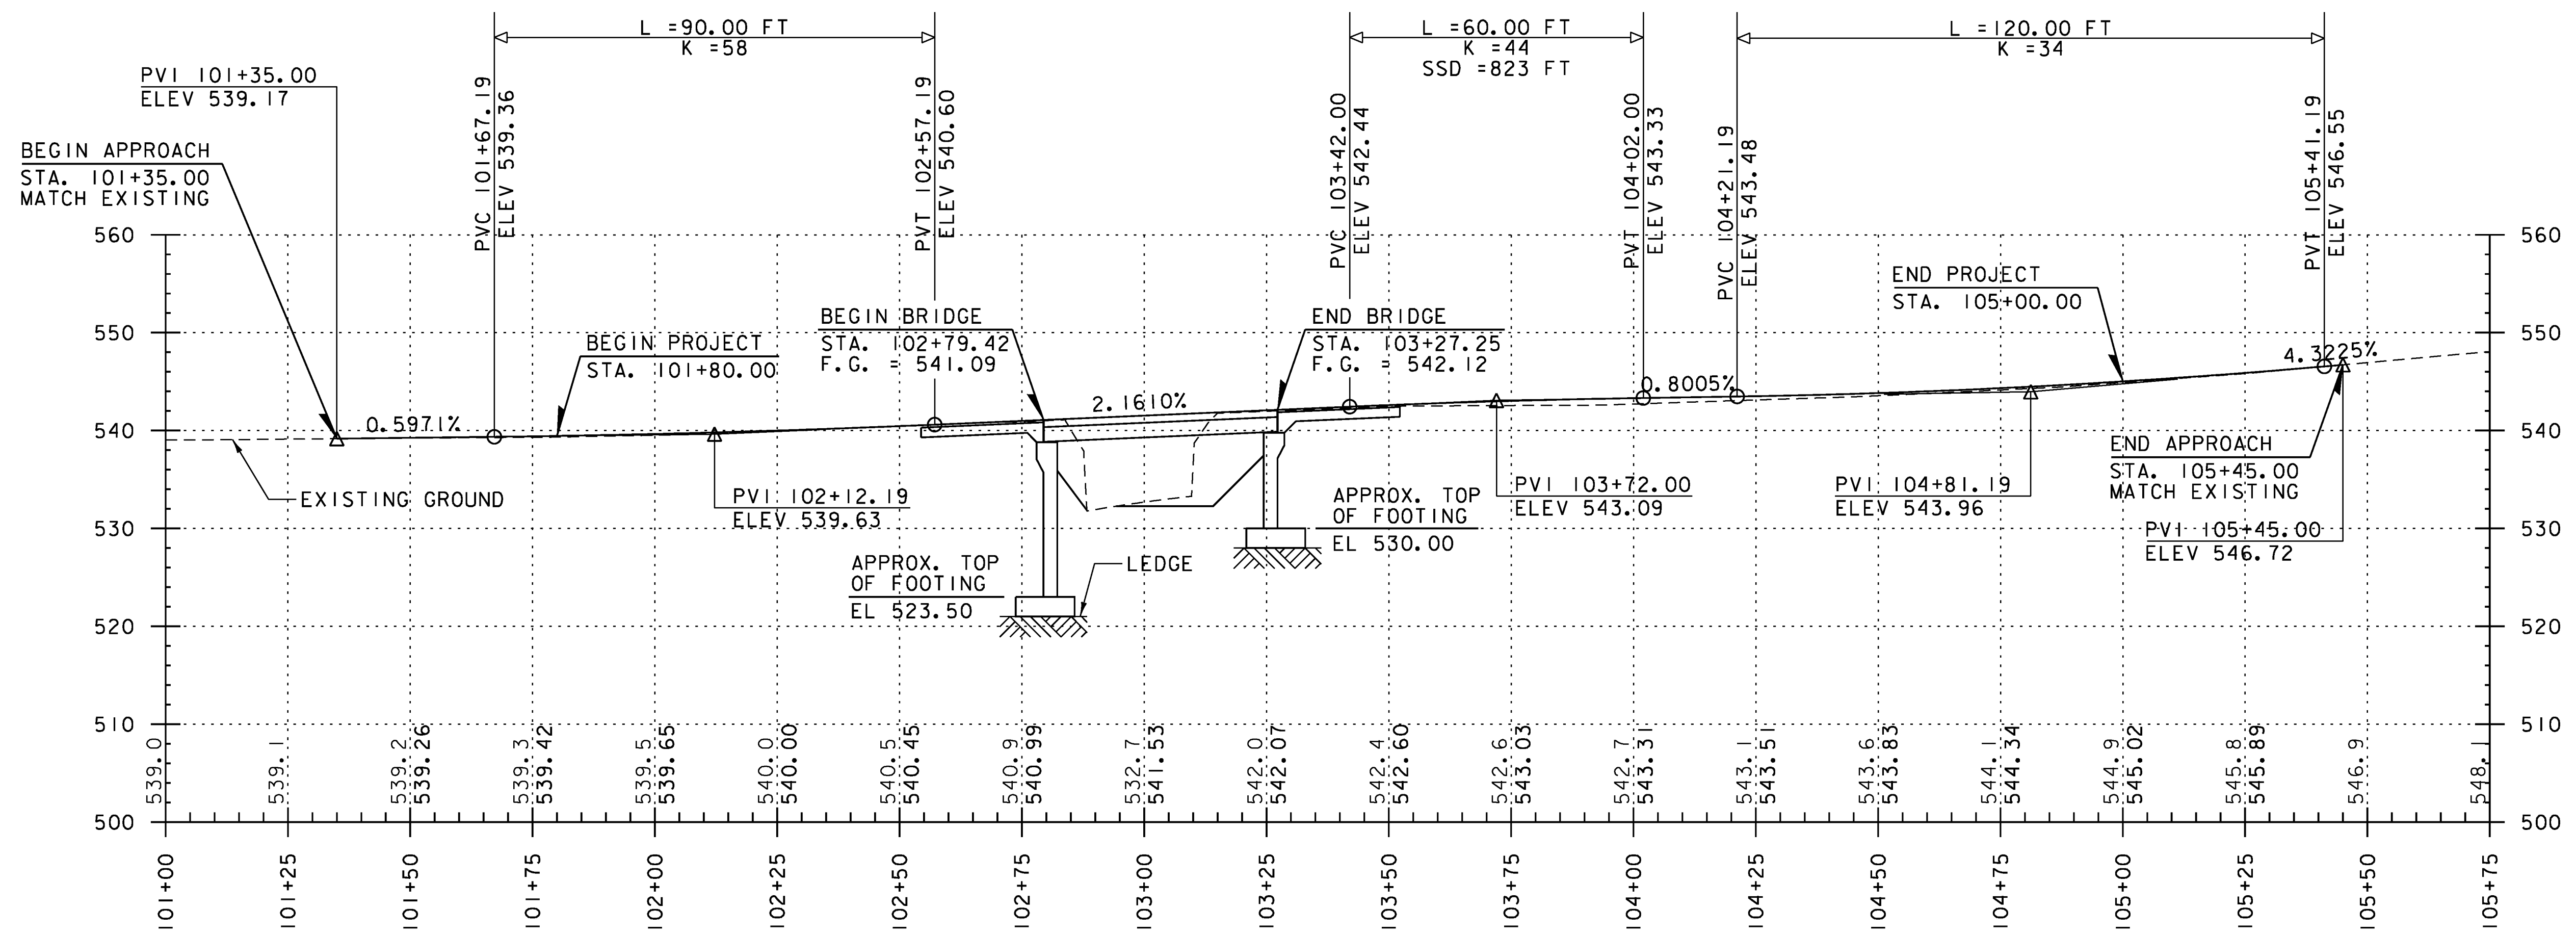 L =90.00 FT
K =58
L =60.00 FT
K =44
SSD =823 FT
L =120.00 FT
K =34
PVI 101+35.00
ELEV 539.17
BEGIN APPROACH
STA. 101+35.00
MATCH EXISTING
PVC 101+67.19
ELEV 539.36
PVT 102+57.19
ELEV 540.60
PVC 103+42.00
ELEV 542.44
PVT 104+02.00
ELEV 543.33
PVC 104+21.19
ELEV 543.48
PVT 105+41.19
ELEV 546.55
560
560
END PROJECT
STA. 105+00.00
BEGIN BRIDGE
STA. 102+79.42
F.G. = 541.09
END BRIDGE
STA. 103+27.25
F.G. = 542.12
550
550
BEGIN PROJECT
STA. 101+80.00
0.5971%
2.1610%
0.8005%
4.3225%
540
540
EXISTING GROUND
PVI 102+12.19
ELEV 539.63
APPROX. TOP
OF FOOTING
EL 530.00
PVI 103+72.00
ELEV 543.09
PVI 104+81.19
ELEV 543.96
END APPROACH
STA. 105+45.00
MATCH EXISTING
PVI 105+45.00
ELEV 546.72
530
530
APPROX. TOP
OF FOOTING
EL 523.50
LEDGE
520
520
510
510
539.0
539.1
539.2
539.26
539.3
539.42
539.5
539.65
540.0
540.00
540.5
540.45
540.9
540.99
532.7
541.53
542.0
542.07
542.4
542.60
542.6
543.03
542.7
543.31
543.1
543.51
543.6
543.83
544.1
544.34
544.9
545.02
545.8
545.89
546.9
548.1
500
500
101+00
101+25
101+50
101+75
102+00
102+25
102+50
102+75
103+00
103+25
103+50
103+75
104+00
104+25
104+50
104+75
105+00
105+25
105+50
105+75